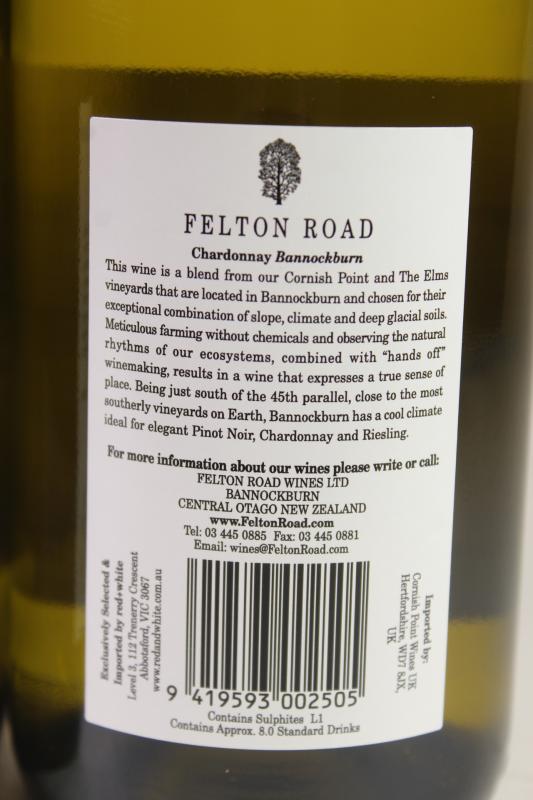 FELTON ROAD
Chardonnay Bannockburn
This wine is a blend from our Cornish Point and The Elms
vineyards that are located in Bannockburn and chosen for their
exceptional combination of slope, climate and deep glacial soils.
Meticulous farming without chemicals and observing the natural
rhythms of our ecosystems, combined with “hands off”
winemaking, results in a wine that expresses a true sense of
place. Being just south of the 45th parallel, close to the most
southerly vineyards on Earth, Bannockburn has a cool climate
ideal for elegant Pinot Noir, Chardonnay and Riesling.
For more information about our wines please write or call:
FELTON ROAD WINES LTD
BANNOCKBURN
CENTRAL OTAGO NEW ZEALAND
www.FeltonRoad.com
Tel: 03 445 0885 Fax: 03 445 0881
Email: wines@FeltonRoad.com
Exclusively Selected &
Imported by red+white
Level 3, 112 Trenerry Crescent
Abbotsford, VIC 3067
www.redandwhite.com.au
9 419593 002505
Imported by:
Cornish Point Wines UK
Hertfordshire, WD7 8JX,
UK
Contains Sulphites L1
Contains Approx. 8.0 Standard Drinks